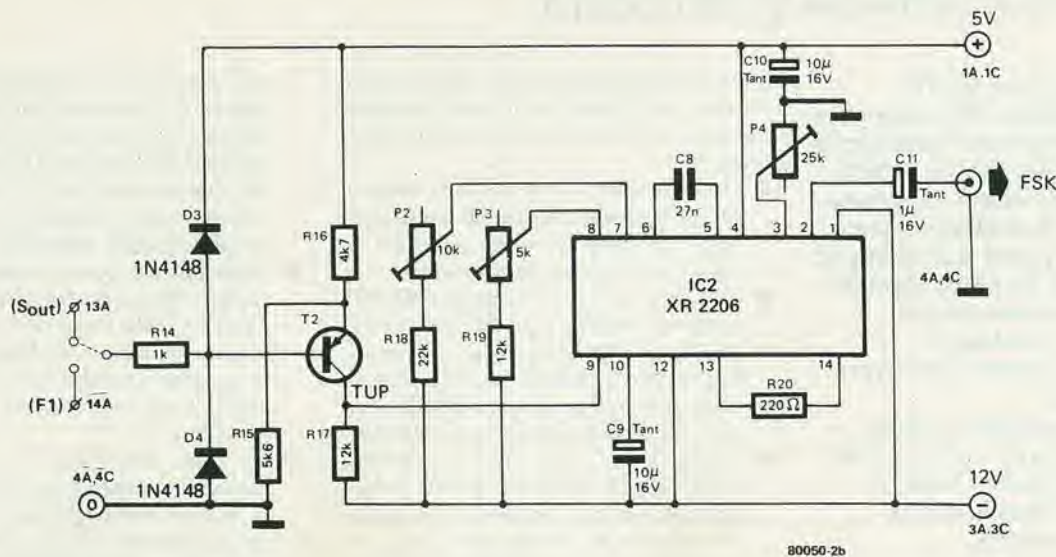 5V
+
1A.1C
C10
10µ
Tant
16V
P4
25k
C8
27n
C11
Tant
1µ
16V
FSK
4A,4C
D3
1N4148
R16
4k7
P2
10k
P3
5k
8 7 6 5 4 3 2 1
IC2
XR 2206
9 10 12 13 14
(Sout) 13A
R14
1k
(F1) 14A
T2
TUP
R18
22k
R19
12k
R20
220 Ω
D4
1N4148
R15
5k6
R17
12k
C9 Tant
10µ
16V
4A,4C
0
12V
−
3A.3C
80050-2b